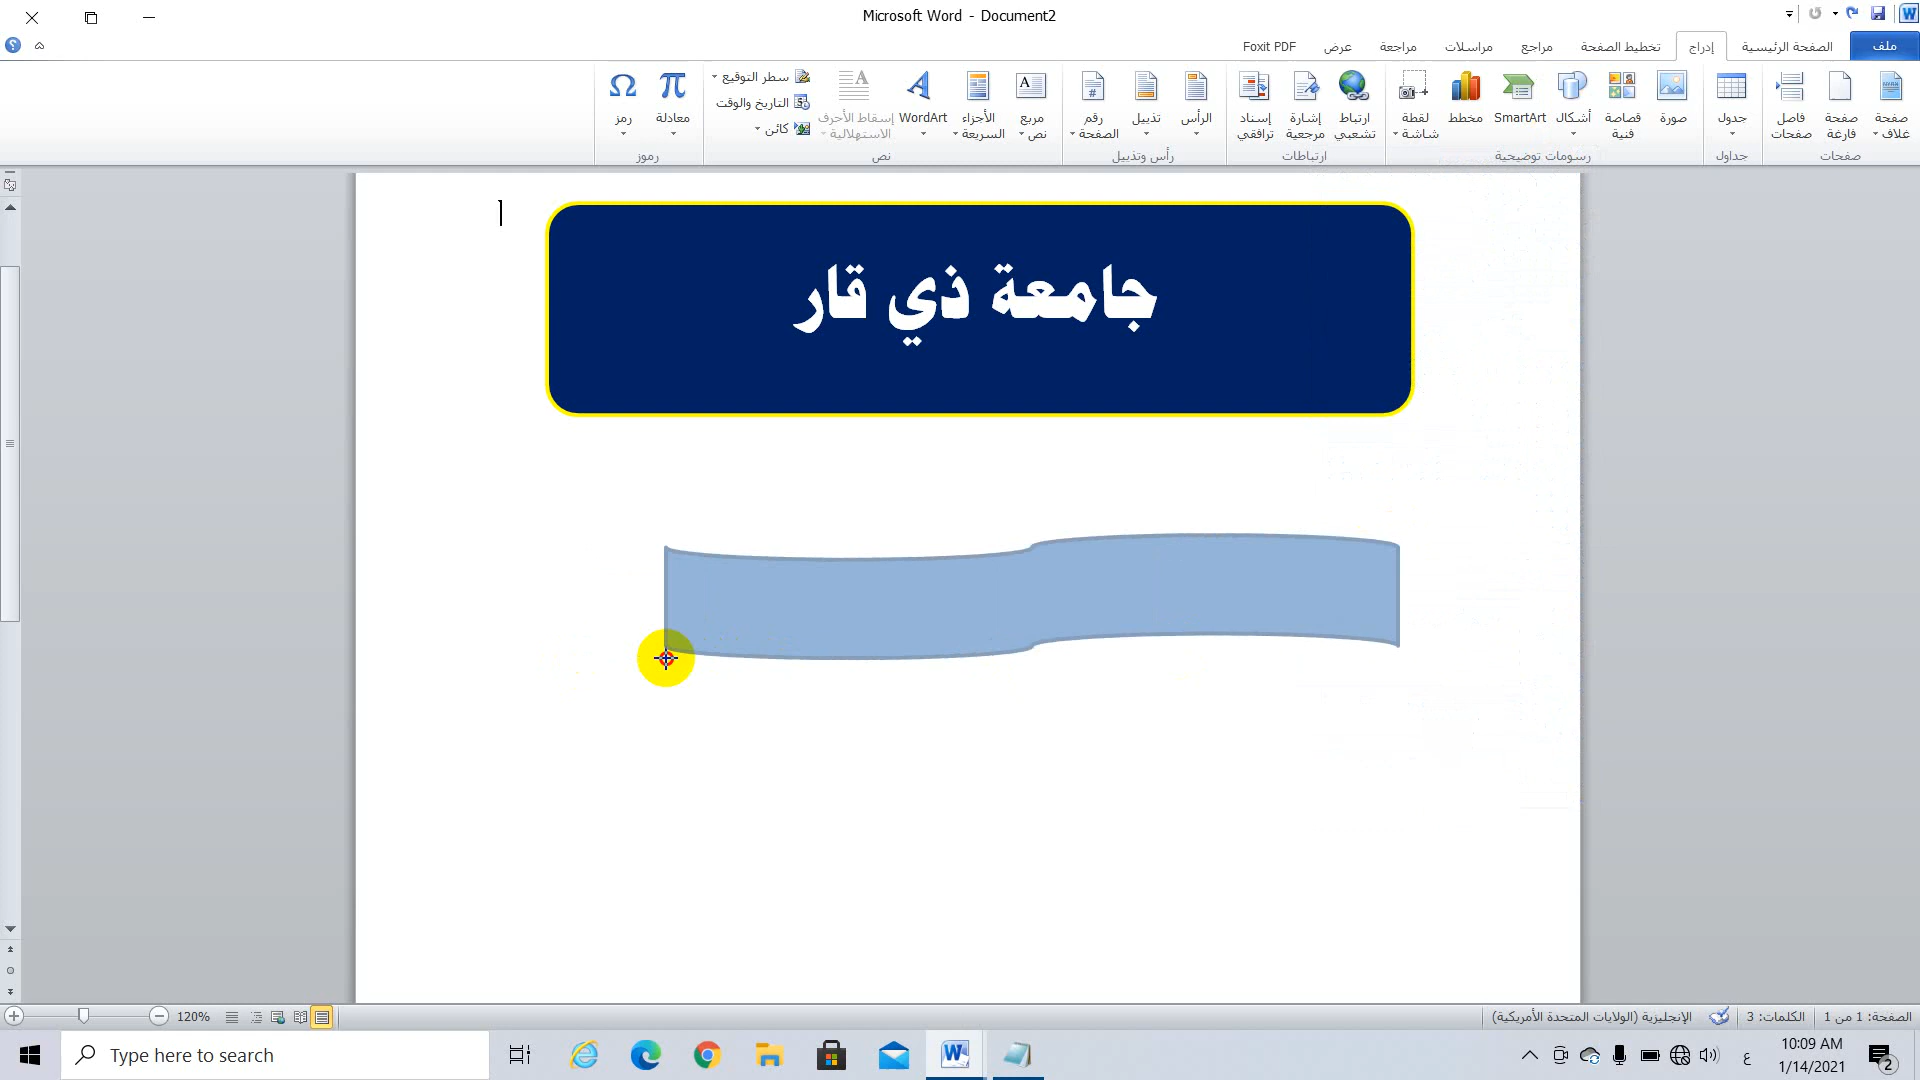 Microsoft Word - Document2
ملف
الصفحة الرئيسية
إدراج
تخطيط الصفحة
مراجع
مراسلات
مراجعة
عرض
Foxit PDF
صفحة غلاف
صفحة فارغة
فاصل صفحات
صفحات
جدول
جداول
صورة
قصاصة فنية
أشكال
SmartArt
مخطط
لقطة شاشة
رسومات توضيحية
ارتباط تشعبي
إشارة مرجعية
إسناد ترافقي
ارتباطات
الرأس
تذييل
رقم الصفحة
رأس وتذييل
مربع نص
الأجزاء السريعة
WordArt
إسقاط الأحرف الاستهلالية
سطر التوقيع
التاريخ والوقت
كائن
نص
معادلة
رمز
رموز
جامعة ذي قار
الصفحة: 1 من 1
الكلمات: 3
الإنجليزية (الولايات المتحدة الأمريكية)
120%
Type here to search
ع
10:09 AM
1/14/2021
2